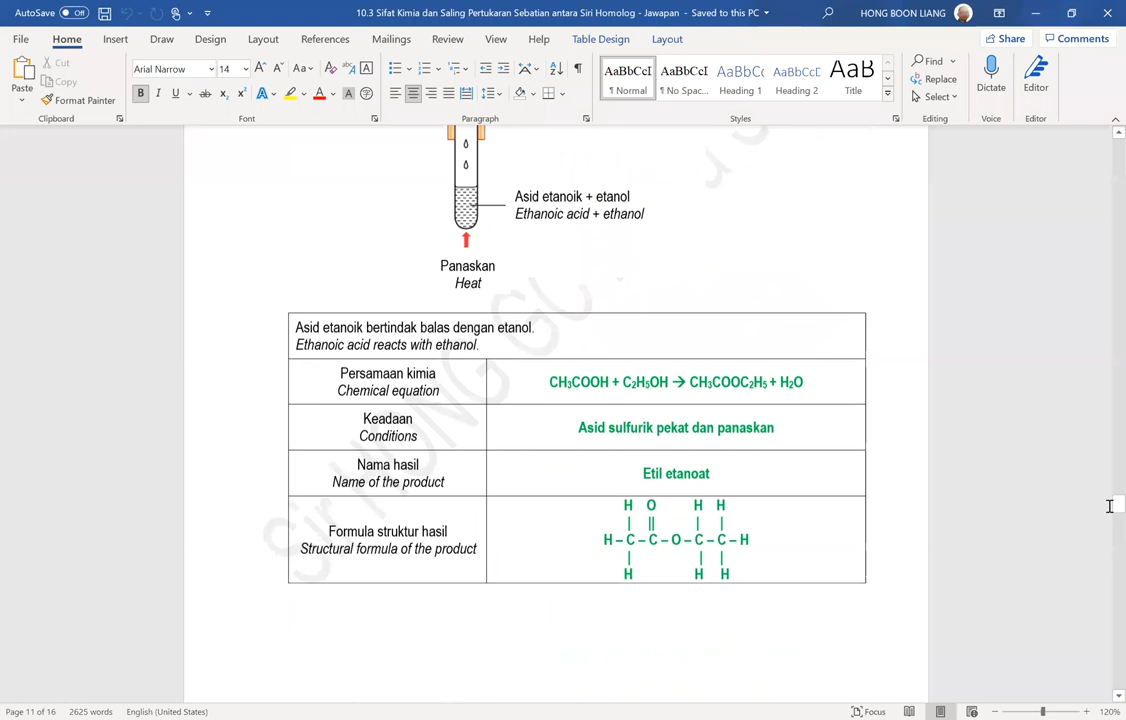 AutoSave Off
10.3 Sifat Kimia dan Saling Pertukaran Sebatian antara Siri Homolog - Jawapan - Saved to this PC
HONG BOON LIANG
File Home Insert Draw Design Layout References Mailings Review View Help Table Design Layout
Share Comments
Paste
Cut
Copy
Format Painter
Clipboard
Arial Narrow 14
Font
Paragraph
AaBbCcI AaBbCcI AaBbCc AaBbCcD AaB
Normal No Spac... Heading 1 Heading 2 Title
Styles
Find
Replace
Select
Editing
Dictate
Voice
Editor
Editor
Asid etanoik + etanol
Ethanoic acid + ethanol
Panaskan
Heat
Asid etanoik bertindak balas dengan etanol.
Ethanoic acid reacts with ethanol.
Persamaan kimia
Chemical equation
CH₃COOH + C₂H₅OH → CH₃COOC₂H₅ + H₂O
Keadaan
Conditions
Asid sulfurik pekat dan panaskan
Nama hasil
Name of the product
Etil etanoat
Formula struktur hasil
Structural formula of the product
H O H H
H – C – C – O – C – C – H
H H H
Sir HONG
Page 11 of 16 2625 words English (United States)
Focus
120%